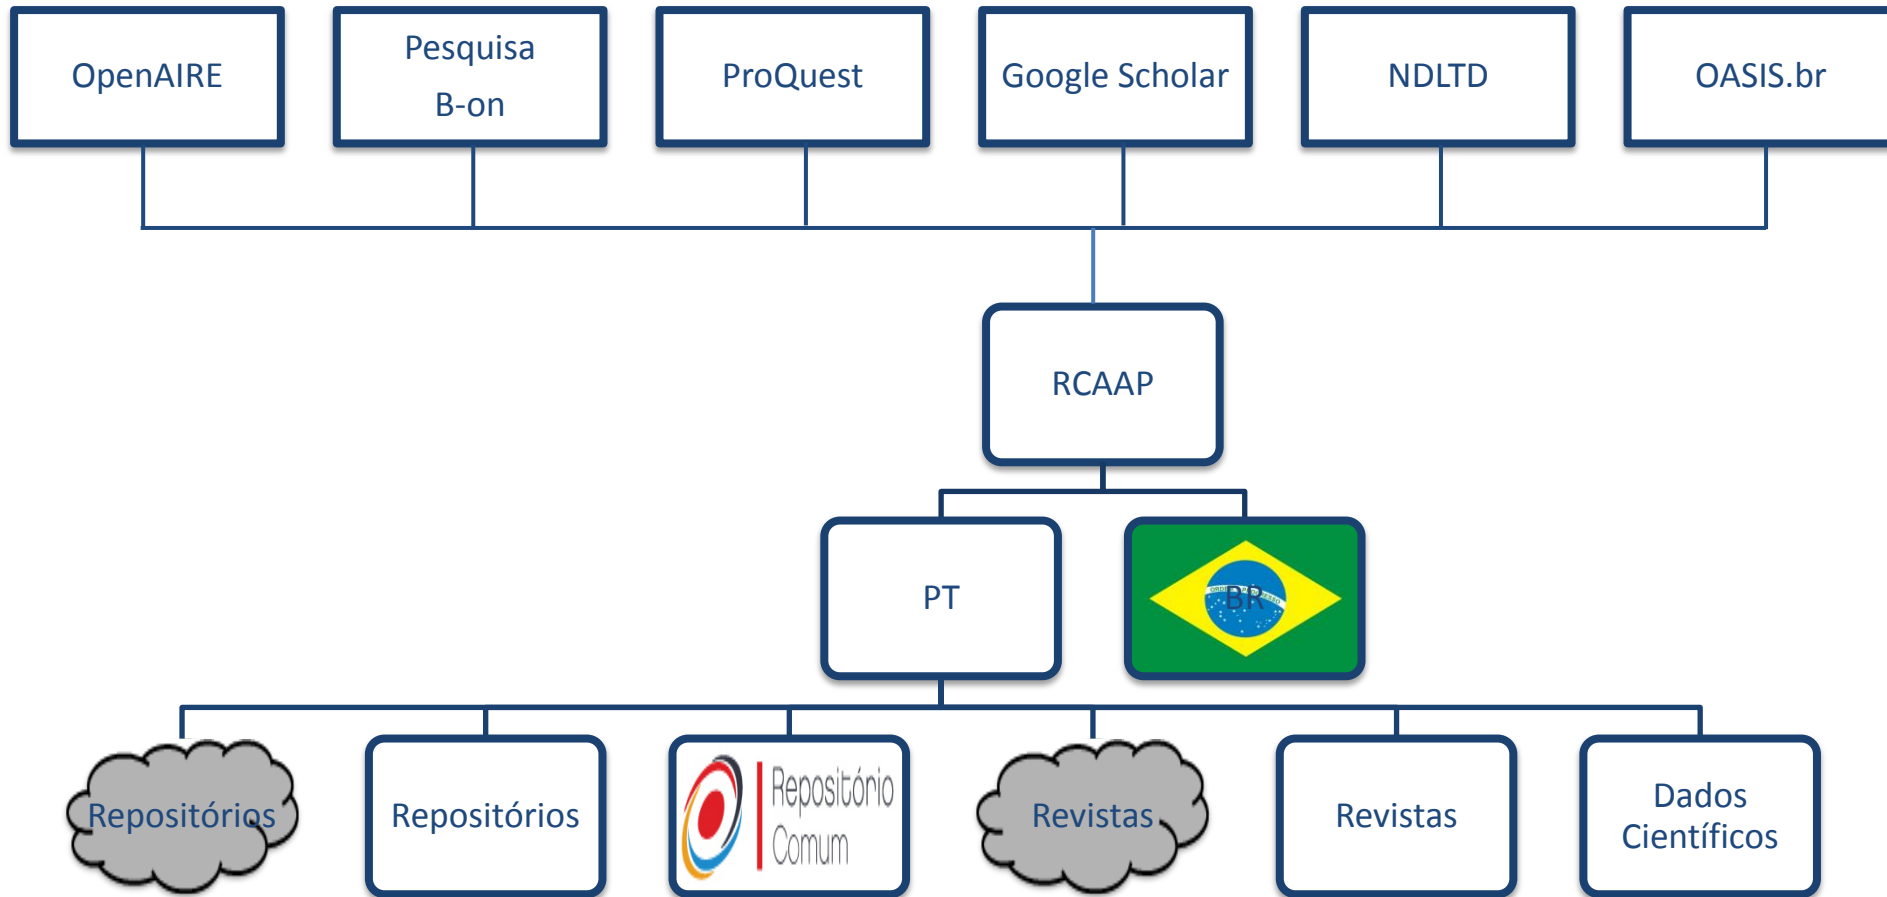 OpenAIRE
Pesquisa
B-on
ProQuest
Google Scholar
NDLTD
OASIS.br
RCAAP
PT
BR
Repositórios
Repositórios
Repositório
Comum
Revistas
Revistas
Dados
Científicos